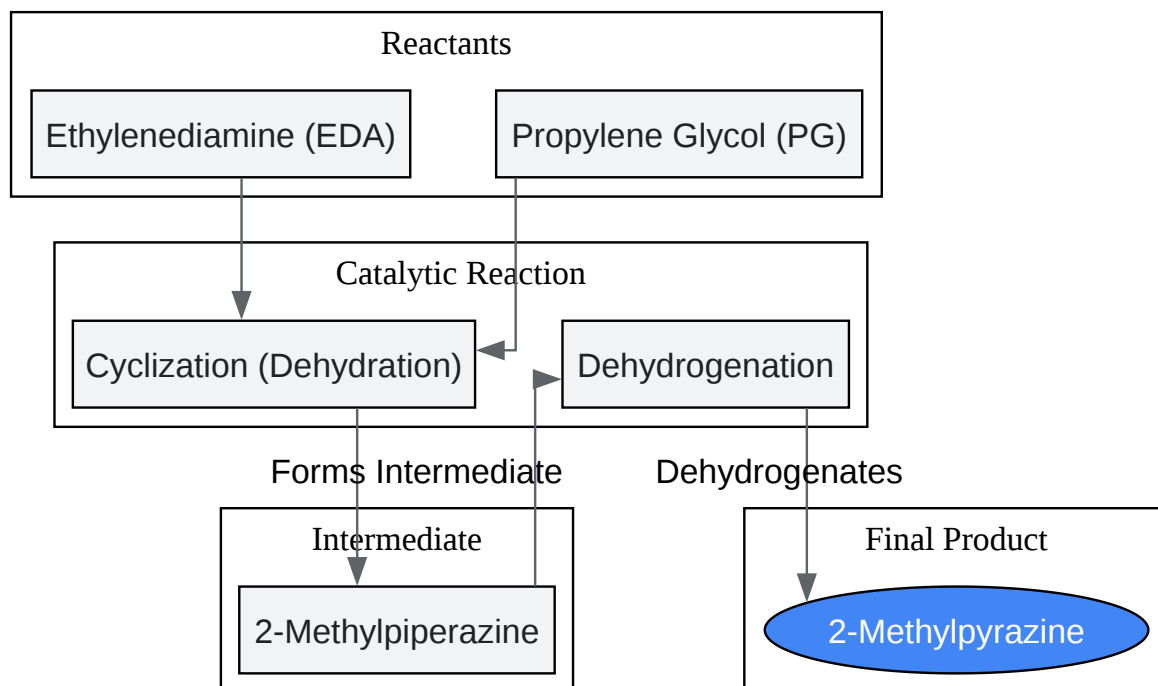 Reactants
Ethylenediamine (EDA)
Propylene Glycol (PG)
Catalytic Reaction
Cyclization (Dehydration)
Dehydrogenation
Forms Intermediate
Dehydrogenates
Intermediate
Final Product
2-Methylpiperazine
2-Methylpyrazine